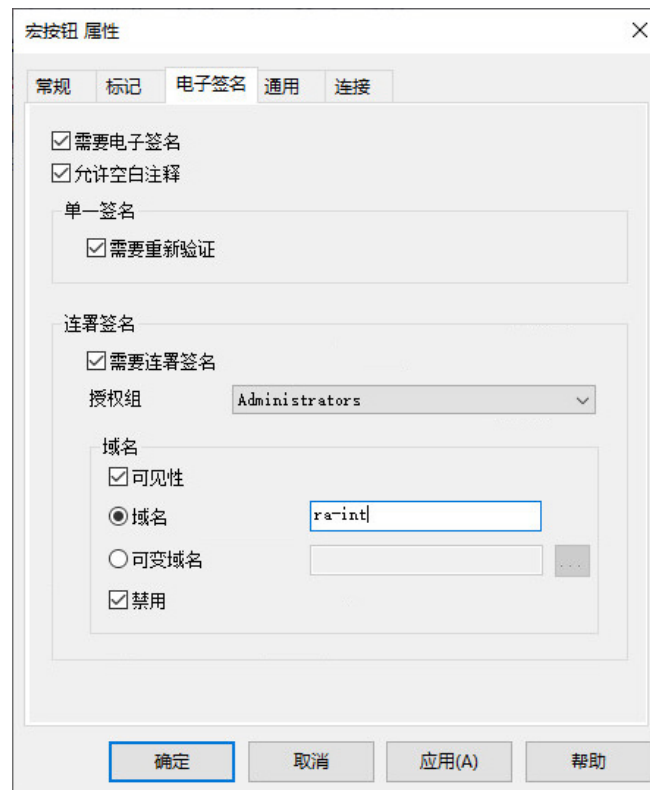 宏按钮 属性
常规 标记 电子签名 通用 连接
需要电子签名
允许空白注释
单一签名
需要重新验证
连署签名
需要连署签名
授权组 Administrators
域名
可见性
域名 ra-int
可变域名 ...
禁用
确定 取消 应用(A) 帮助